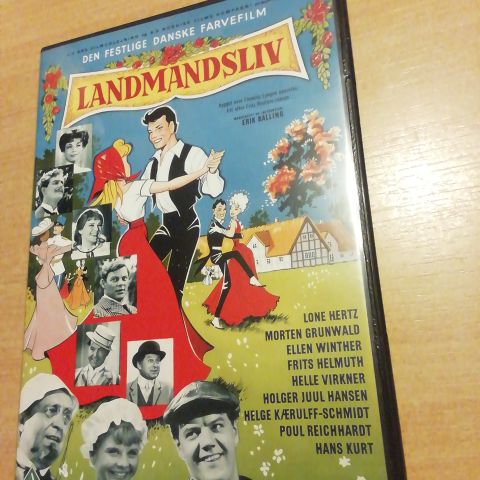 DEN FESTLIGE DANSKE FARVEFILM
LANDMANDSLIV
ERIK BALLING
LONE HERTZ
MORTEN GRUNWALD
ELLEN WINTHER
FRITS HELMUTH
HELLE VIRKNER
HOLGER JUUL HANSEN
HELGE KÆRULFF-SCHMIDT
POUL REICHHARDT
HANS KURT